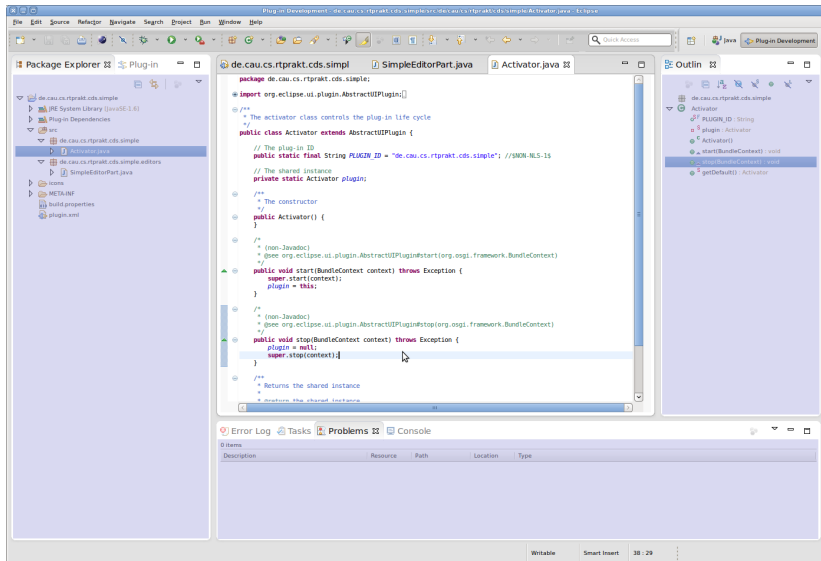 Plug-in Development - de.cau.cs.rtprakt.cds.simple/src/de/cau/cs/rtprakt/cds/simple/Activator.java - Eclipse
File Edit Source Refactor Navigate Search Project Run Window Help
Quick Access
Java
Plug-in Development
Package Explorer
Plug-in
de.cau.cs.rtprakt.cds.simple
JRE System Library [JavaSE-1.6]
Plug-in Dependencies
src
de.cau.cs.rtprakt.cds.simple
Activator.java
de.cau.cs.rtprakt.cds.simple.editors
SimpleEditorPart.java
icons
META-INF
build.properties
plugin.xml
de.cau.cs.rtprakt.cds.simpl
SimpleEditorPart.java
Activator.java
package de.cau.cs.rtprakt.cds.simple;
import org.eclipse.ui.plugin.AbstractUIPlugin;
/**
* The activator class controls the plug-in life cycle
*/
public class Activator extends AbstractUIPlugin {
// The plug-in ID
public static final String PLUGIN_ID = "de.cau.cs.rtprakt.cds.simple"; //$NON-NLS-1$
// The shared instance
private static Activator plugin;
/**
* The constructor
*/
public Activator() {
}
/*
* (non-Javadoc)
* @see org.eclipse.ui.plugin.AbstractUIPlugin#start(org.osgi.framework.BundleContext)
*/
public void start(BundleContext context) throws Exception {
super.start(context);
plugin = this;
}
/*
* (non-Javadoc)
* @see org.eclipse.ui.plugin.AbstractUIPlugin#stop(org.osgi.framework.BundleContext)
*/
public void stop(BundleContext context) throws Exception {
plugin = null;
super.stop(context);
}
/**
* Returns the shared instance
*
* @return the shared instance
Outlin
de.cau.cs.rtprakt.cds.simple
Activator
PLUGIN_ID : String
plugin : Activator
Activator()
start(BundleContext) : void
stop(BundleContext) : void
getDefault() : Activator
Error Log
Tasks
Problems
Console
0 items
Description Resource Path Location Type
Writable Smart Insert 38 : 29